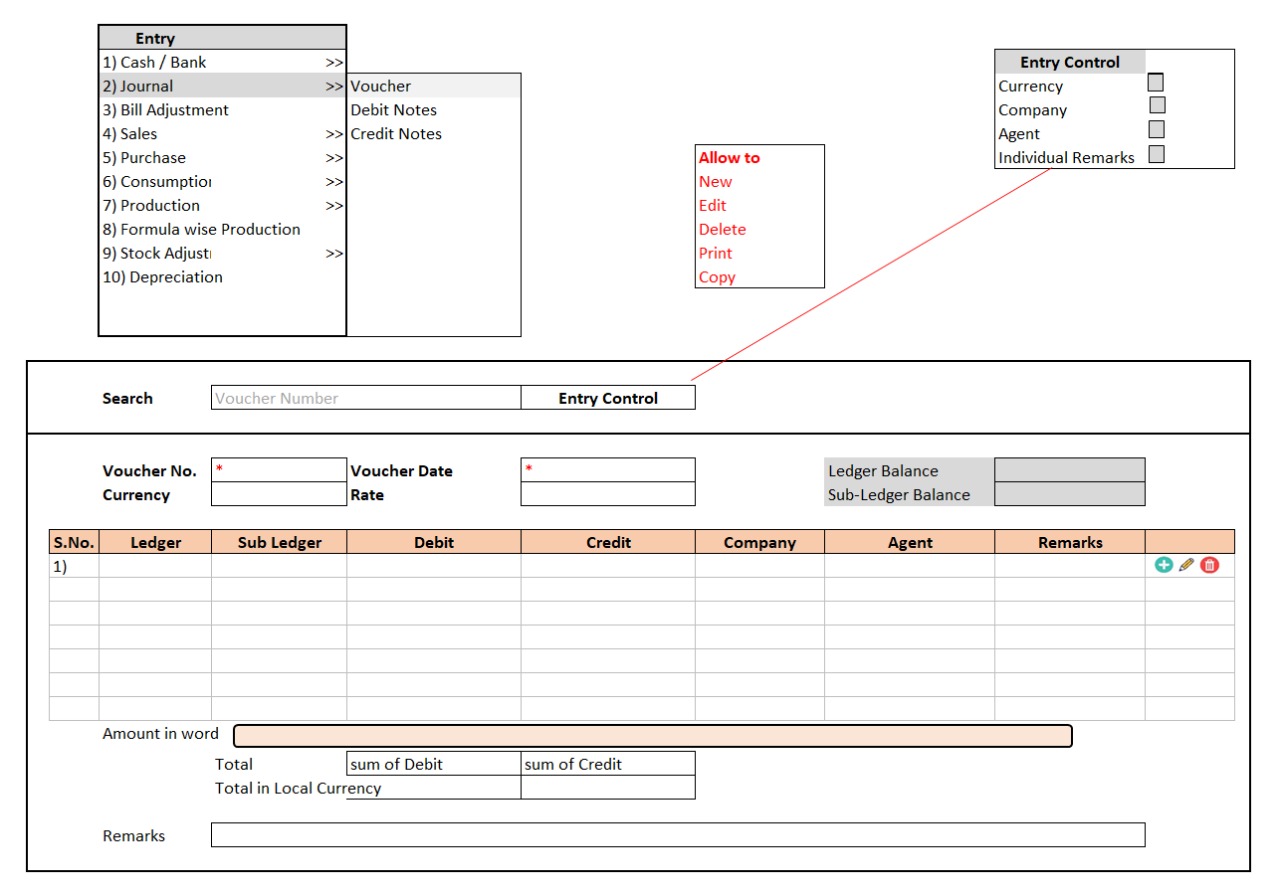 Entry
1) Cash / Bank >>
2) Journal >>
3) Bill Adjustment
4) Sales >>
5) Purchase >>
6) Consumption >>
7) Production >>
8) Formula wise Production
9) Stock Adjust >>
10) Depreciation
Voucher
Debit Notes
Credit Notes
Allow to
New
Edit
Delete
Print
Copy
Entry Control
Currency
Company
Agent
Individual Remarks
Search Voucher Number Entry Control
Voucher No. * Voucher Date * Ledger Balance
Currency Rate Sub-Ledger Balance
S.No. Ledger Sub Ledger Debit Credit Company Agent Remarks
1)
Amount in word
Total sum of Debit sum of Credit
Total in Local Currency
Remarks